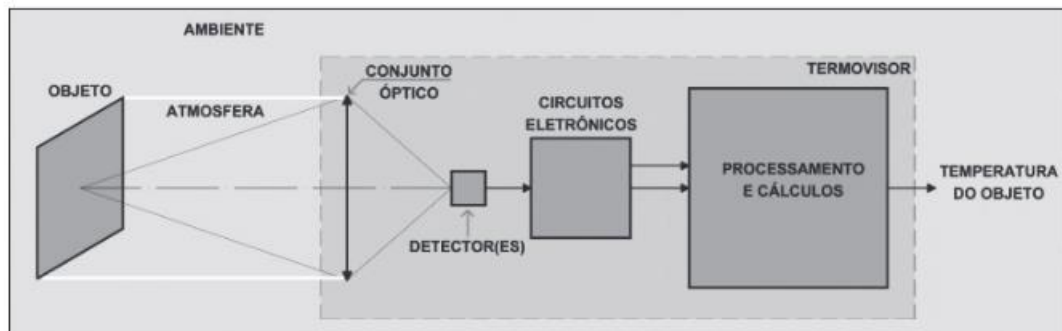 AMBIENTE
OBJETO
ATMOSFERA
CONJUNTO
ÓPTICO
DETECTOR(ES)
TERMOVISOR
CIRCUITOS
ELETRÔNICOS
PROCESSAMENTO
E CÁLCULOS
TEMPERATURA
DO OBJETO